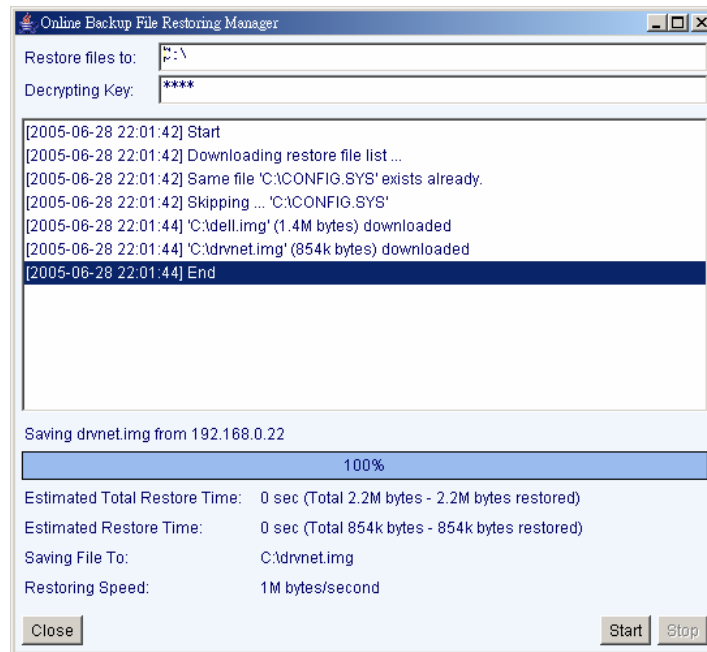 Online Backup File Restoring Manager
Restore files to: C:\
Decrypting Key: ****
[2005-06-28 22:01:42] Start
[2005-06-28 22:01:42] Downloading restore file list ...
[2005-06-28 22:01:42] Same file 'C:\CONFIG.SYS' exists already.
[2005-06-28 22:01:42] Skipping ... 'C:\CONFIG.SYS'
[2005-06-28 22:01:44] 'C:\dell.img' (1.4M bytes) downloaded
[2005-06-28 22:01:44] 'C:\drvnet.img' (854k bytes) downloaded
[2005-06-28 22:01:44] End
Saving drvnet.img from 192.168.0.22
100%
Estimated Total Restore Time: 0 sec (Total 2.2M bytes - 2.2M bytes restored)
Estimated Restore Time: 0 sec (Total 854k bytes - 854k bytes restored)
Saving File To: C:\drvnet.img
Restoring Speed: 1M bytes/second
Close Start Stop